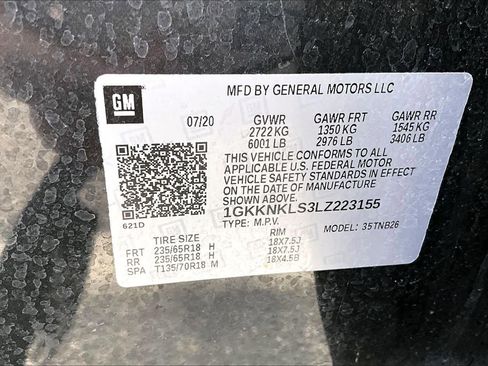 GM
MFD BY GENERAL MOTORS LLC
07/20 GVWR GAWR FRT GAWR RR
2722 KG 1350 KG 1545 KG
6001 LB 2976 LB 3406 LB
THIS VEHICLE CONFORMS TO ALL
APPLICABLE U.S. FEDERAL MOTOR
VEHICLE SAFETY STANDARDS IN EFFECT
ON THE DATE OF MANUFACTURE
SHOWN ABOVE.
1GKKNKLS3LZ223155
621D TYPE: M.P.V. MODEL: 35TNB26
TIRE SIZE RIM
FRT 235/65R18 H 18X7.5J
RR 235/65R18 H 18X7.5J
SPA T135/70R18 M 18X4.5B